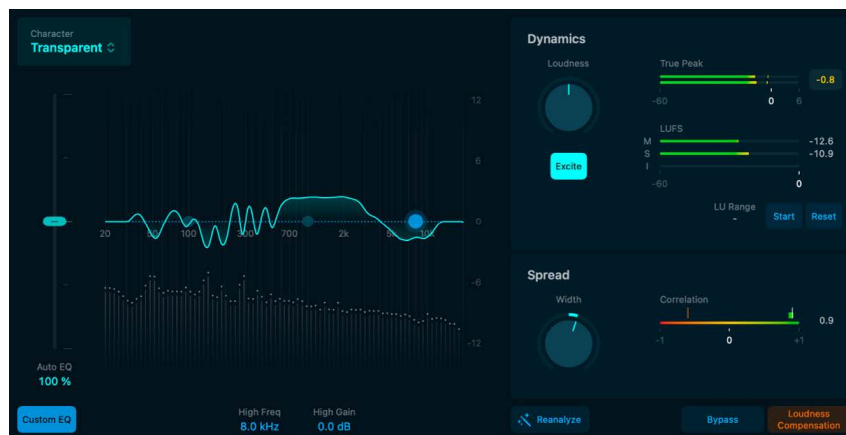 Character
Transparent
12
6
0
-6
-12
20 50 100 300 700 2k 5k 10k
Auto EQ
100 %
Custom EQ
High Freq
8.0 kHz
High Gain
0.0 dB
Dynamics
Loudness
Excite
True Peak
-0.8
-60 0 6
LUFS
M -12.6
S -10.9
I
-60 0
LU Range
-
Start
Reset
Spread
Width
Correlation
0.9
-1 0 +1
Reanalyze
Bypass
Loudness
Compensation